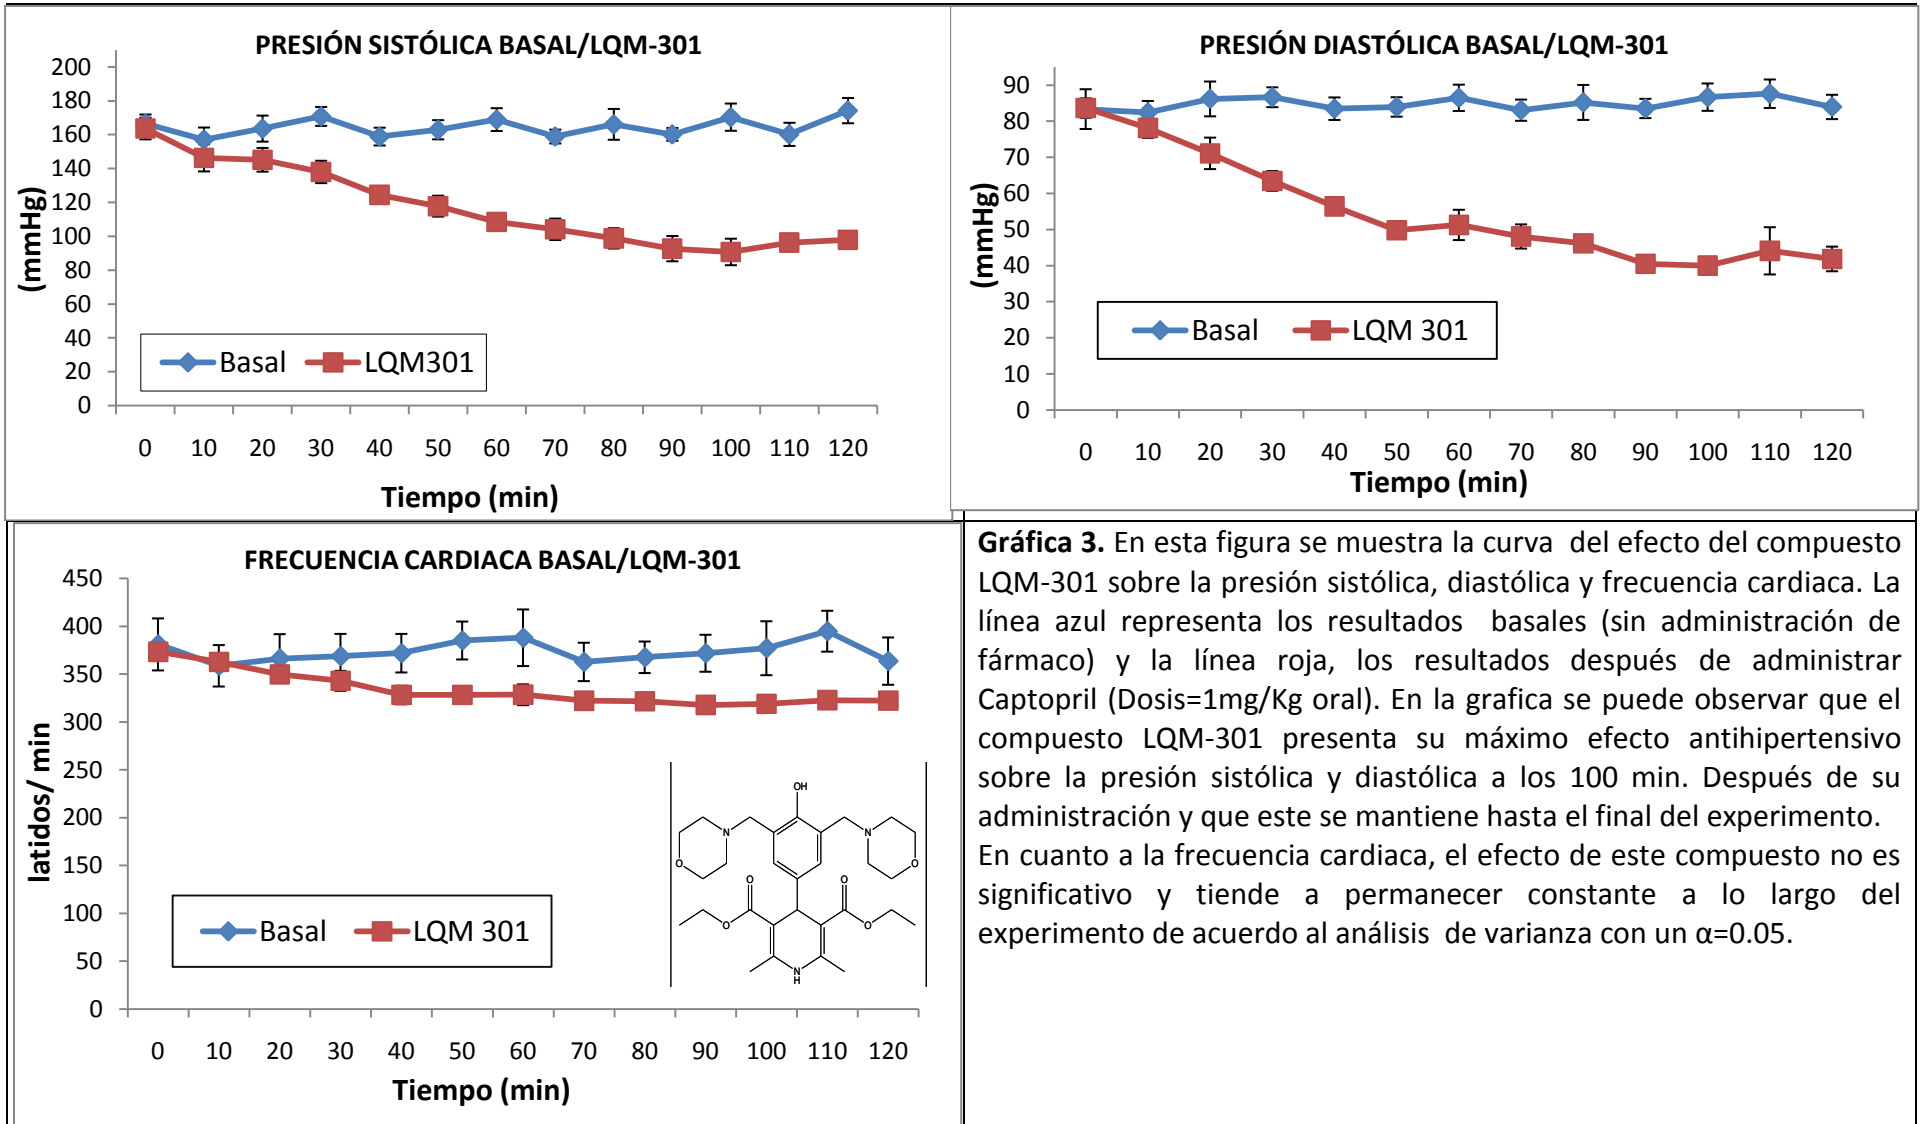 PRESIÓN SISTÓLICA BASAL/LQM-301
200
180
160
140
120
100
80
60
40
20
0
(mmHg)
Basal LQM301
0 10 20 30 40 50 60 70 80 90 100 110 120
Tiempo (min)
PRESIÓN DIASTÓLICA BASAL/LQM-301
90
80
70
60
50
40
30
20
10
0
(mmHg)
Basal LQM 301
0 10 20 30 40 50 60 70 80 90 100 110 120
Tiempo (min)
FRECUENCIA CARDIACA BASAL/LQM-301
450
400
350
300
250
200
150
100
50
0
latidos/ min
Basal LQM 301
OH
N N
O O
O O
O O
N
H
0 10 20 30 40 50 60 70 80 90 100 110 120
Tiempo (min)
Gráfica 3. En esta figura se muestra la curva del efecto del compuesto
LQM-301 sobre la presión sistólica, diastólica y frecuencia cardiaca. La
línea azul representa los resultados basales (sin administración de
fármaco) y la línea roja, los resultados después de administrar
Captopril (Dosis=1mg/Kg oral). En la grafica se puede observar que el
compuesto LQM-301 presenta su máximo efecto antihipertensivo
sobre la presión sistólica y diastólica a los 100 min. Después de su
administración y que este se mantiene hasta el final del experimento.
En cuanto a la frecuencia cardiaca, el efecto de este compuesto no es
significativo y tiende a permanecer constante a lo largo del
experimento de acuerdo al análisis de varianza con un α=0.05.